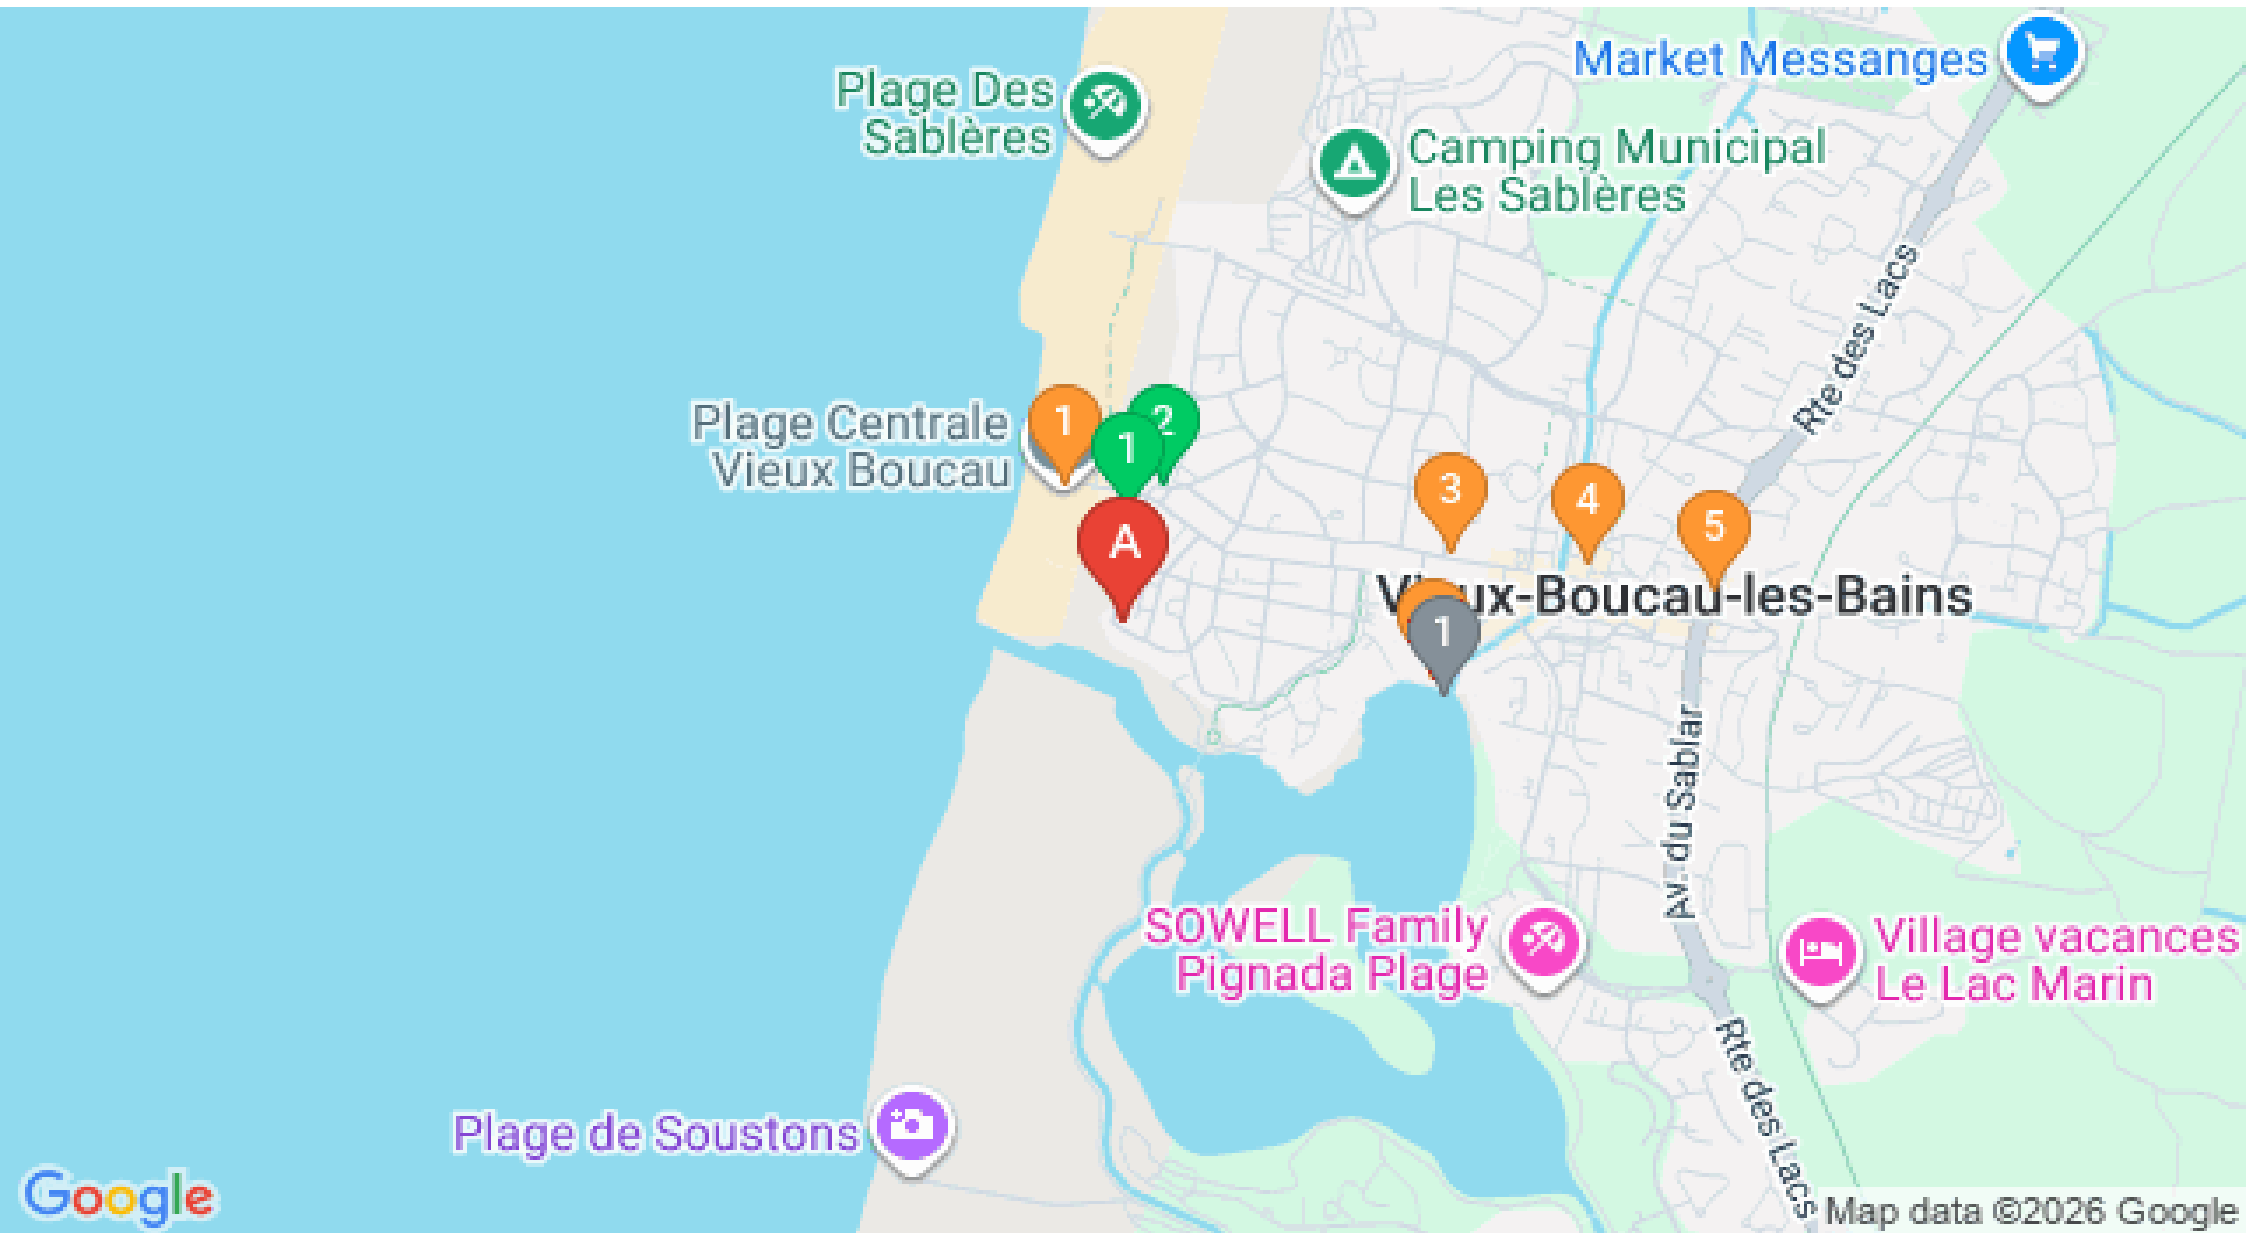 Market Messanges
Plage Des
Sablères
Camping Municipal
Les Sablères
Rte des Lacs
Plage Centrale
Vieux Boucau
1
2
1
A
3
4
5
1
Vieux-Boucau-les-Bains
Av. du Sablar
SOWELL Family
Pignada Plage
Village vacances
Le Lac Marin
Rte des Lacs
Plage de Soustons
Google
Map data ©2026 Google